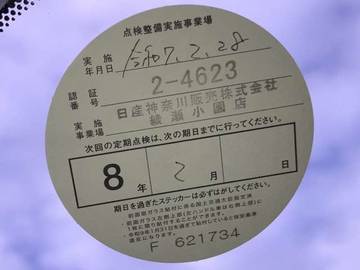 点検整備実施事業場
実施年月日 令和7.2.28
認証番号 2-4623
実施事業場 日産神奈川販売株式会社
綾瀬小園店
次回の定期点検は、次の期日までに行ってください。
8年 2月 日
期日を過ぎたステッカーは必ずはがしてください。
F 621734